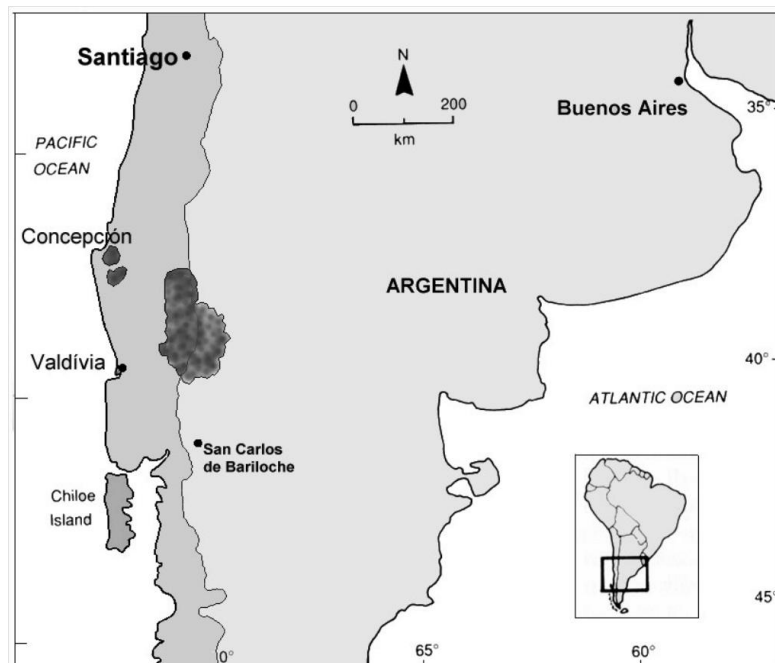 Santiago
N
0 200
km
Buenos Aires
35°
PACIFIC
OCEAN
Concepción
ARGENTINA
Valdívia
40°
ATLANTIC OCEAN
San Carlos
de Bariloche
Chiloe
Island
45°
0°
65°
60°